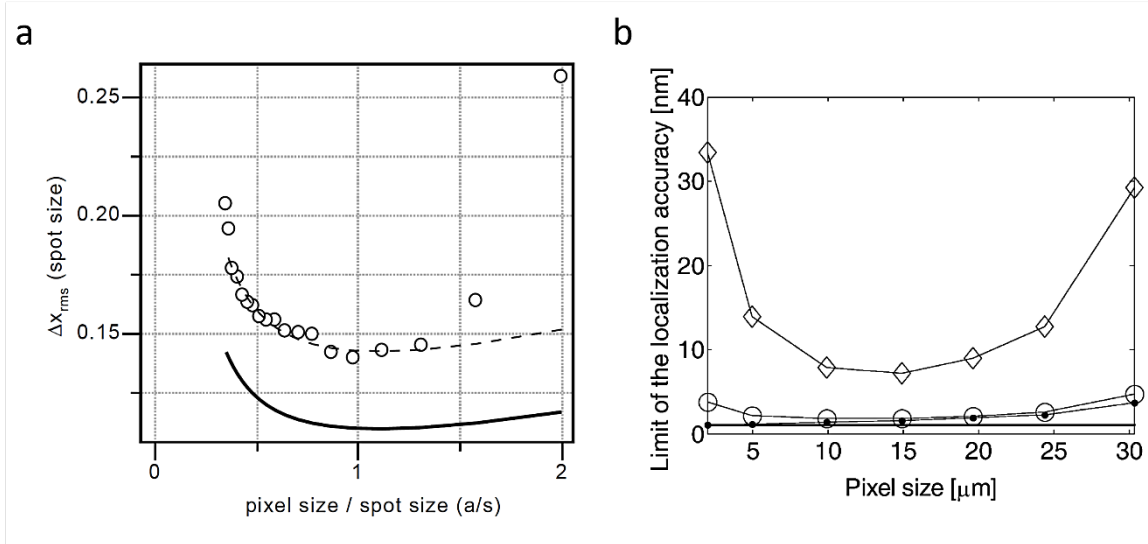 a
0.25
0.20
0.15
Δx_rms (spot size)
0
1
2
pixel size / spot size (a/s)
b
Limit of the localization accuracy [nm]
40
30
20
10
0
5
10
15
20
25
30
Pixel size [μm]